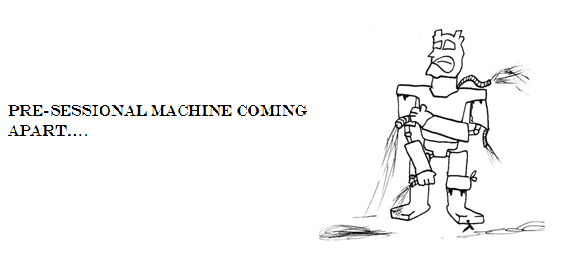 PRE-SESSIONAL MACHINE COMING
APART....